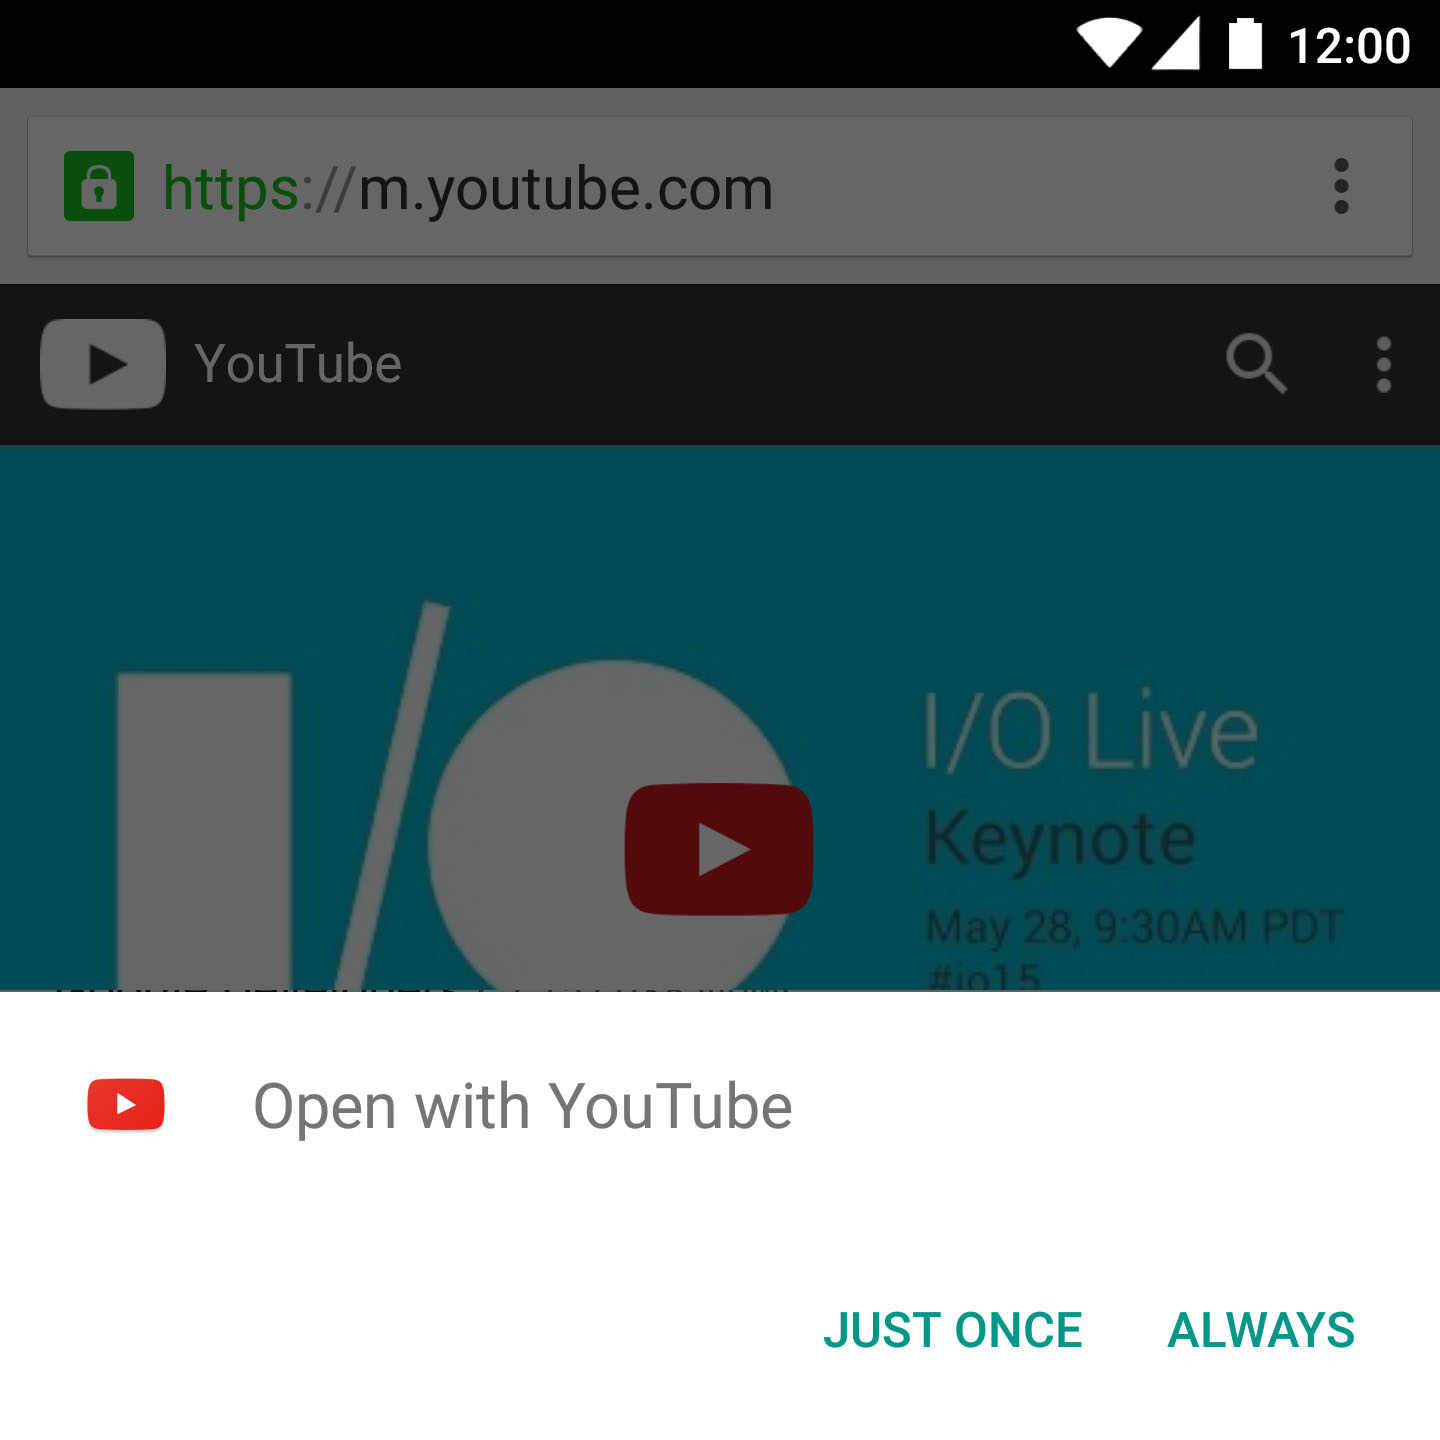 12:00
https://m.youtube.com
YouTube
I/O
I/O Live
Keynote
May 28, 9:30AM PDT
#io15
Open with YouTube
JUST ONCE
ALWAYS